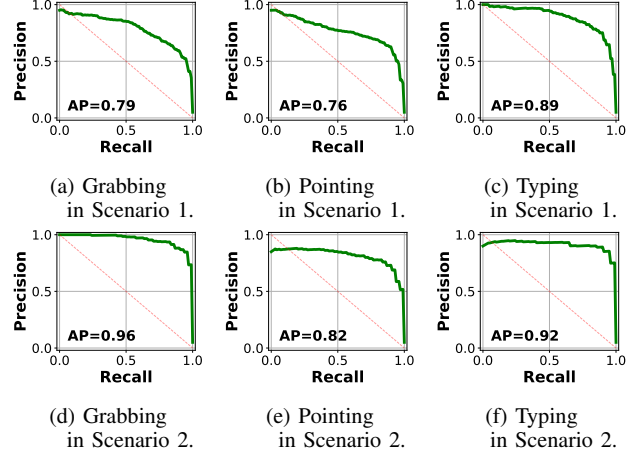 1.0
0.5
0.0
Precision
AP=0.79
0.0 0.5 1.0
Recall
(a) Grabbing
in Scenario 1.
1.0
0.5
0.0
Precision
AP=0.76
0.0 0.5 1.0
Recall
(b) Pointing
in Scenario 1.
1.0
0.5
0.0
Precision
AP=0.89
0.0 0.5 1.0
Recall
(c) Typing
in Scenario 1.
1.0
0.5
0.0
Precision
AP=0.96
0.0 0.5 1.0
Recall
(d) Grabbing
in Scenario 2.
1.0
0.5
0.0
Precision
AP=0.82
0.0 0.5 1.0
Recall
(e) Pointing
in Scenario 2.
1.0
0.5
0.0
Precision
AP=0.92
0.0 0.5 1.0
Recall
(f) Typing
in Scenario 2.